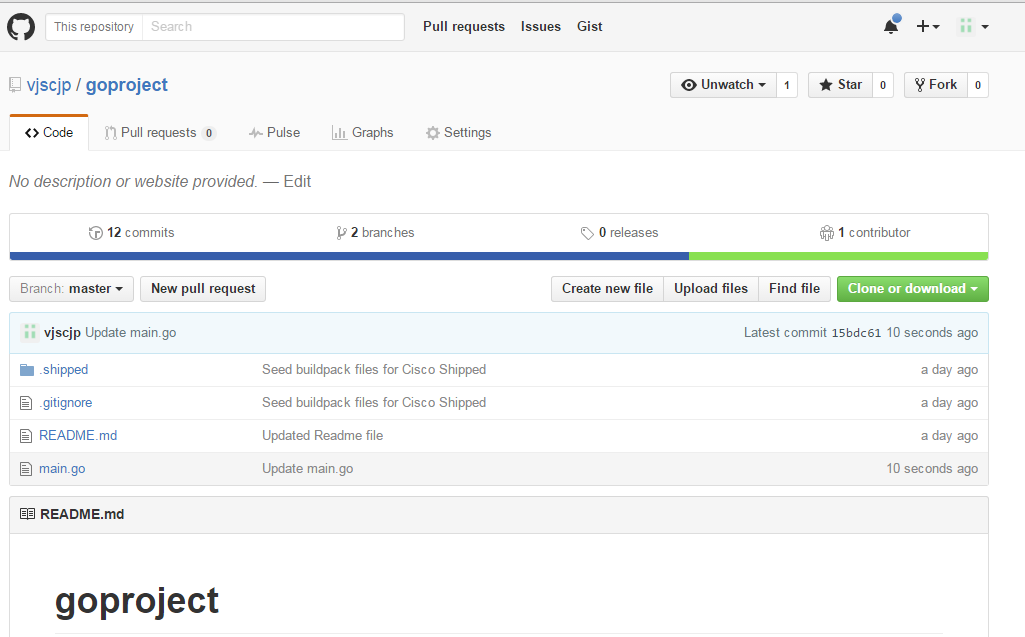 This repository Search Pull requests Issues Gist
vjscjp / goproject Unwatch 1 Star 0 Fork 0
Code Pull requests 0 Pulse Graphs Settings
No description or website provided. — Edit
12 commits 2 branches 0 releases 1 contributor
Branch: master New pull request Create new file Upload files Find file Clone or download
vjscjp Update main.go Latest commit 15bdc61 10 seconds ago
.shipped Seed buildpack files for Cisco Shipped a day ago
.gitignore Seed buildpack files for Cisco Shipped a day ago
README.md Updated Readme file a day ago
main.go Update main.go 10 seconds ago
README.md
goproject